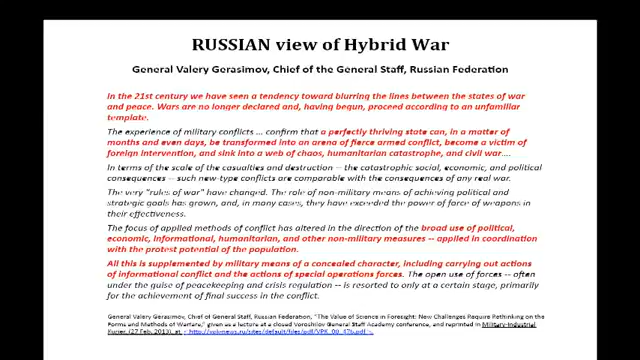 RUSSIAN view of Hybrid War
General Valery Gerasimov, Chief of the General Staff, Russian Federation
In the 21st century we have seen a tendency toward blurring the lines between the states of war
and peace. Wars are no longer declared and, having begun, proceed according to an unfamiliar
template.
The experience of military conflicts ... confirm that a perfectly thriving state can, in a matter of
months and even days, be transformed into an arena of fierce armed conflict, become a victim of
foreign intervention, and sink into a web of chaos, humanitarian catastrophe, and civil war....
In terms of the scale of the casualties and destruction -- the catastrophic social, economic, and political
consequences -- such new-type conflicts are comparable with the consequences of any real war.
The very "rules of war" have changed. The role of non-military means of achieving political and
strategic goals has grown, and, in many cases, they have exceeded the power of force of weapons in
their effectiveness.
The focus of applied methods of conflict has altered in the direction of the broad use of political,
economic, informational, humanitarian, and other non-military measures -- applied in coordination
with the protest potential of the population.
All this is supplemented by military means of a concealed character, including carrying out actions
of informational conflict and the actions of special operations forces. The open use of forces -- often
under the guise of peacekeeping and crisis regulation -- is resorted to only at a certain stage, primarily
for the achievement of final success in the conflict.
General Valery Gerasimov, Chief of General Staff, Russian Federation, "The Value of Science in Foresight: New Challenges Require Rethinking on the
Forms and Methods of Warfare," given as a lecture at a closed Voroshilov General Staff Academy conference, and reprinted in Military-Industrial
Kurier, (27 Feb. 2013), at